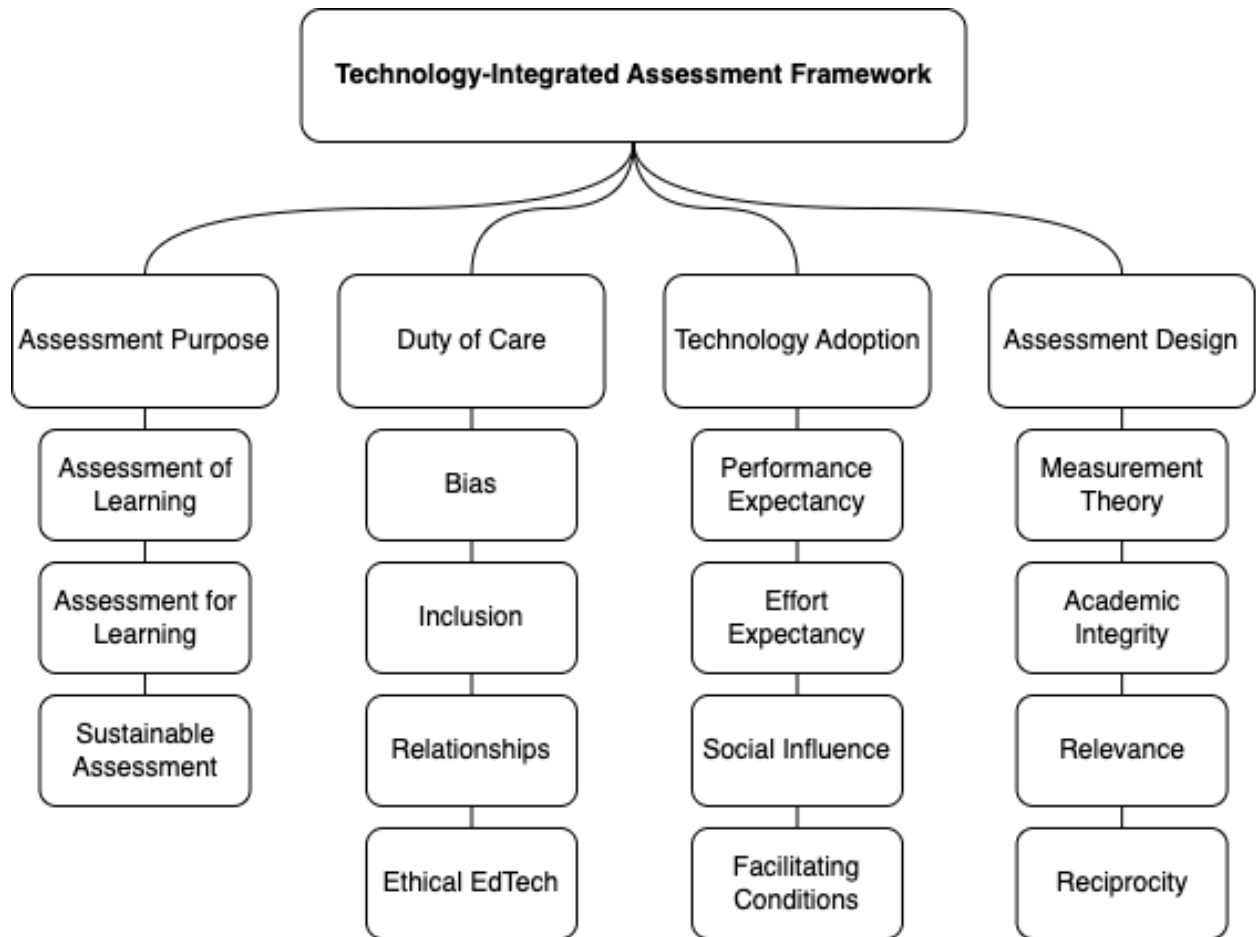 Technology-Integrated Assessment Framework
Assessment Purpose
Assessment of
Learning
Assessment for
Learning
Sustainable
Assessment
Duty of Care
Bias
Inclusion
Relationships
Ethical EdTech
Technology Adoption
Performance
Expectancy
Effort
Expectancy
Social Influence
Facilitating
Conditions
Assessment Design
Measurement
Theory
Academic
Integrity
Relevance
Reciprocity